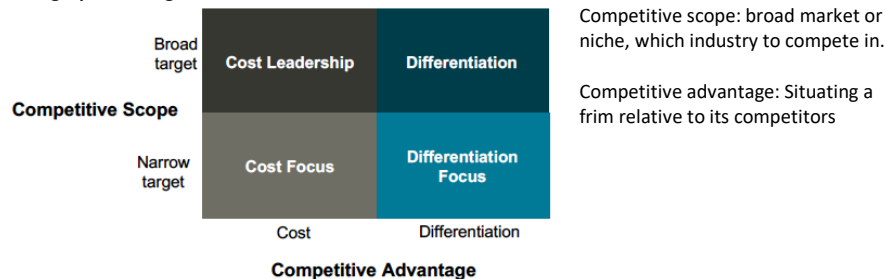 Broad
target
Cost Leadership
Differentiation
Competitive Scope
Narrow
target
Cost Focus
Differentiation
Focus
Cost
Differentiation
Competitive Advantage
Competitive scope: broad market or
niche, which industry to compete in.
Competitive advantage: Situating a
frim relative to its competitors